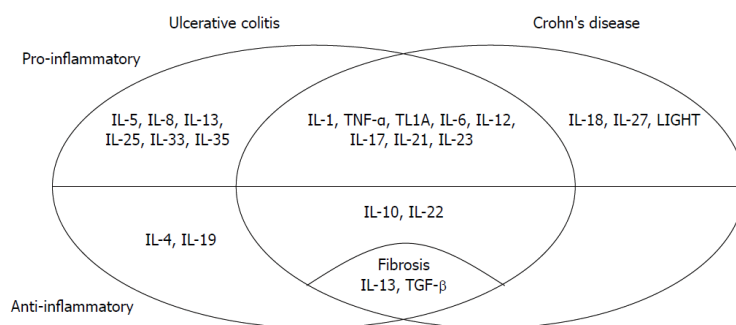 Ulcerative colitis
Crohn's disease
Pro-inflammatory
IL-5, IL-8, IL-13,
IL-25, IL-33, IL-35
IL-1, TNF-α, TL1A, IL-6, IL-12,
IL-17, IL-21, IL-23
IL-18, IL-27, LIGHT
IL-4, IL-19
IL-10, IL-22
Fibrosis
IL-13, TGF-β
Anti-inflammatory